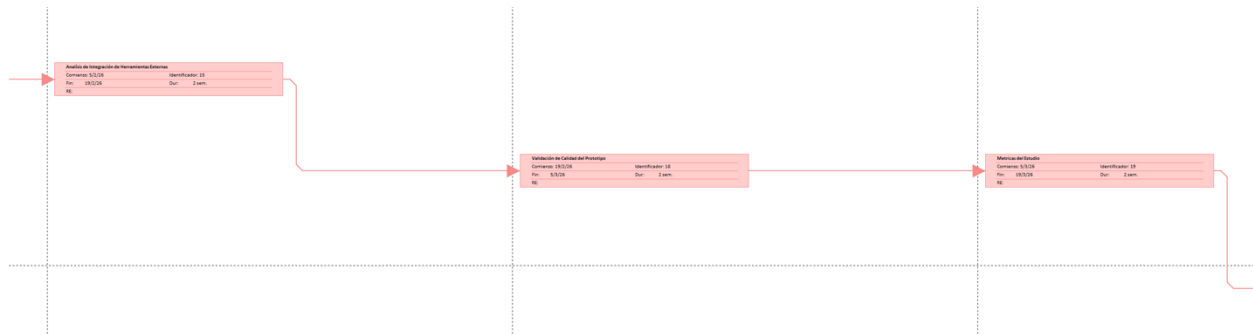 Analisis de Integración de Herramientas Externas
Comienzo: 5/2/26 Identificador: 15
Fin: 19/2/26 Dur: 2 sem.
RE:
Validación de Calidad del Prototipo
Comienzo: 19/2/26 Identificador: 18
Fin: 5/3/26 Dur: 2 sem.
RE:
Metricas del Estudio
Comienzo: 5/3/26 Identificador: 19
Fin: 19/3/26 Dur: 2 sem.
RE: